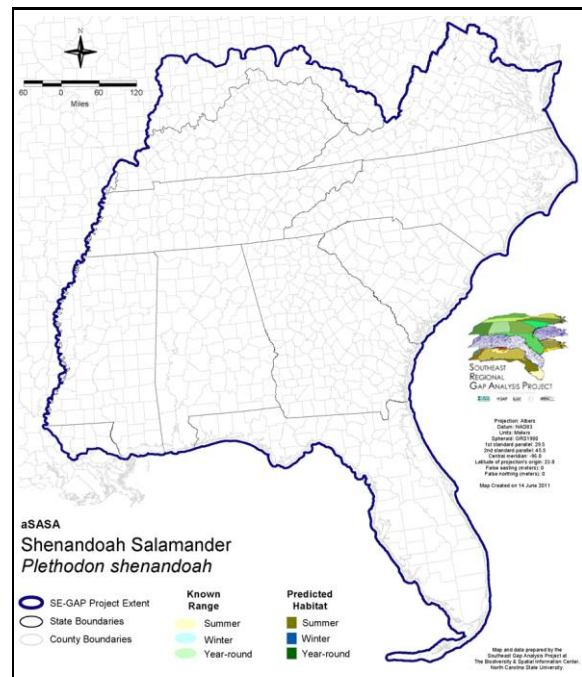 N
60 0 60 120
Miles
SOUTHEAST
REGIONAL
GAP ANALYSIS PROJECT
Projection: Albers
Datum: NAD83
Units: Meters
Spheroid: GRS1980
1st standard parallel: 29.5
2nd standard parallel: 45.5
Central meridian: -96.0
Latitude of projection's origin: 23.0
False easting (meters): 0
False northing (meters): 0
Map Created on 14 June 2011
aSASA
Shenandoah Salamander
Plethodon shenandoah
SE-GAP Project Extent
State Boundaries
County Boundaries
Known
Range
Summer
Winter
Year-round
Predicted
Habitat
Summer
Winter
Year-round
Map and data prepared by the
Southeast Gap Analysis Project at
The Biodiversity & Spatial Information Center,
North Carolina State University.